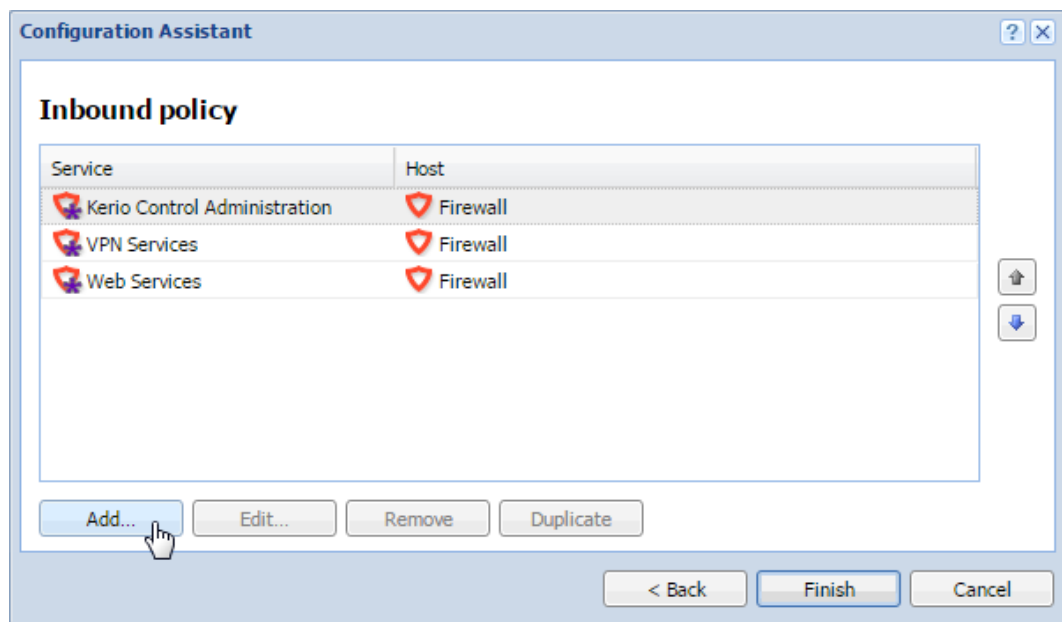 Configuration Assistant
Inbound policy
Service Host
Kerio Control Administration Firewall
VPN Services Firewall
Web Services Firewall
Add... Edit... Remove Duplicate
< Back Finish Cancel